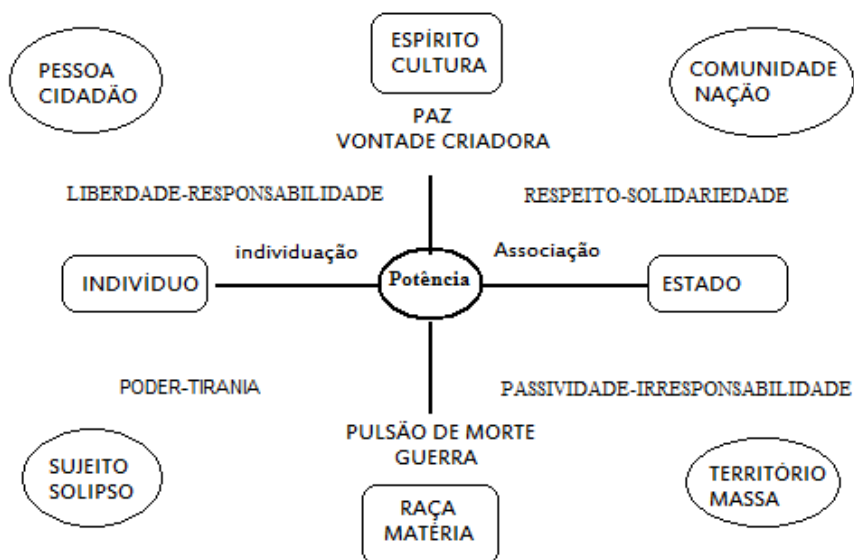 ESPÍRITO
CULTURA
PESSOA
CIDADÃO
COMUNIDADE
NAÇÃO
PAZ
VONTADE CRIADORA
LIBERDADE-RESPONSABILIDADE
RESPEITO-SOLIDARIEDADE
individuação
Associação
INDIVÍDUO
Potência
ESTADO
PODER-TIRANIA
PASSIVIDADE-IRRESPONSABILIDADE
PULSÃO DE MORTE
GUERRA
SUJEITO
SOLIPSO
TERRITÓRIO
MASSA
RAÇA
MATÉRIA